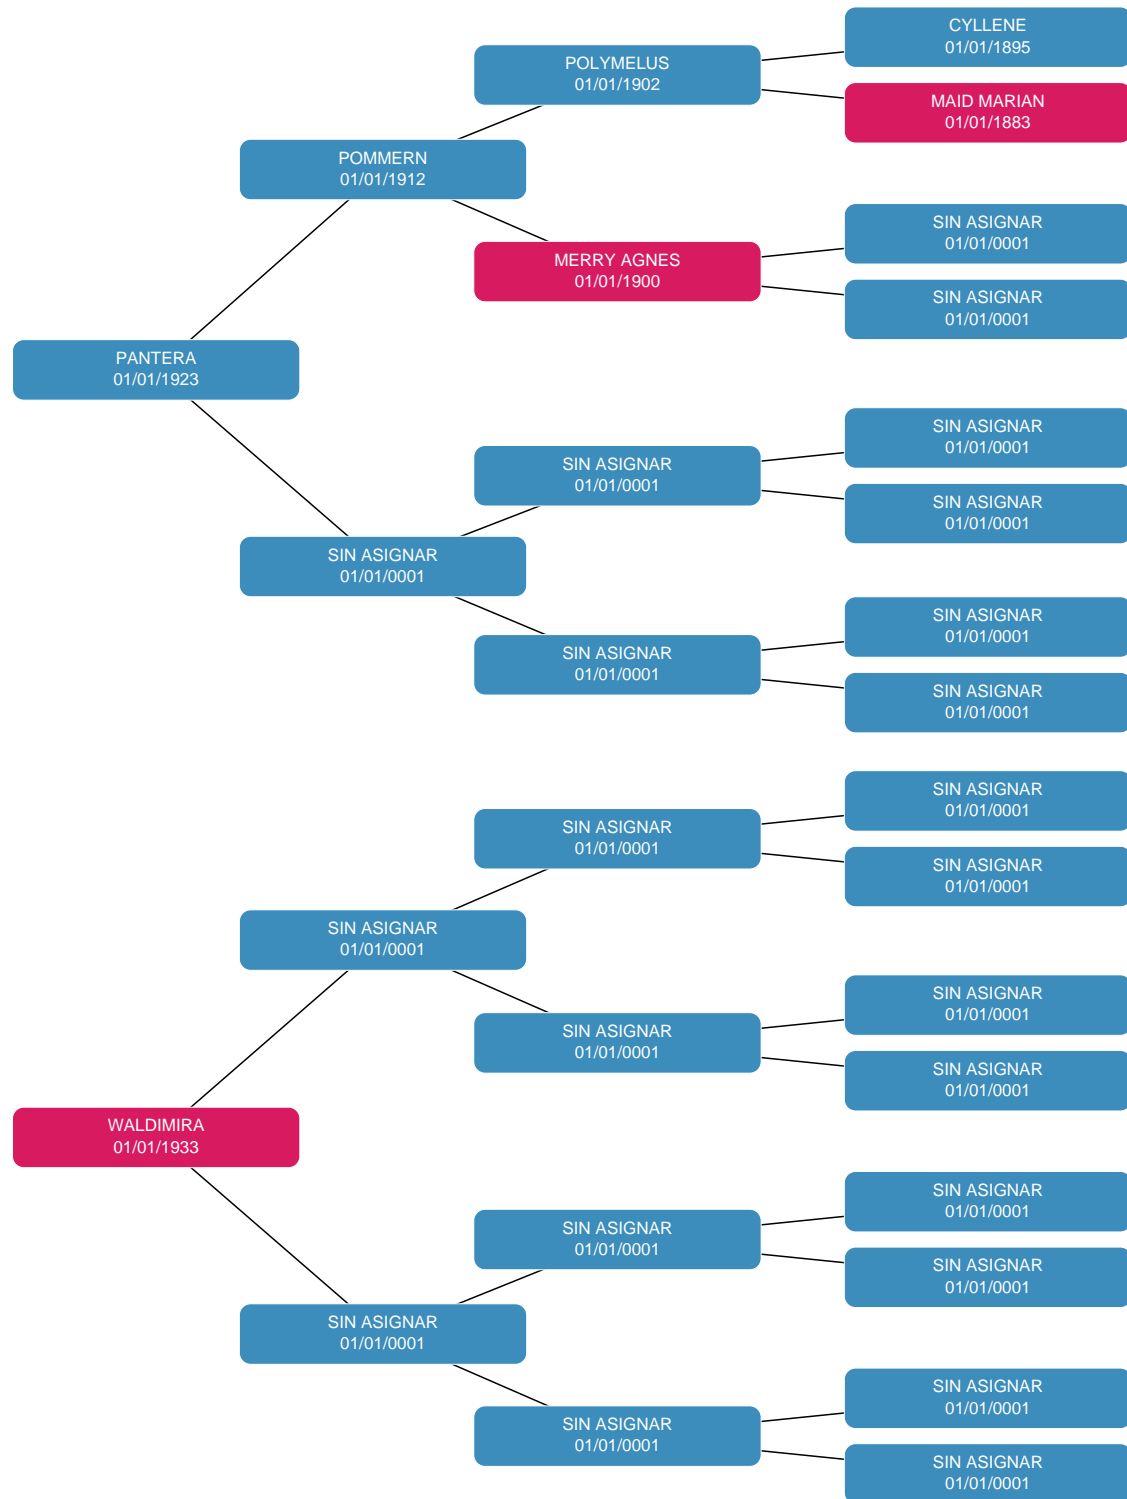 CYLLENE
01/01/1895
POLYMELUS
01/01/1902
MAID MARIAN
01/01/1883
POMMERN
01/01/1912
SIN ASIGNAR
01/01/0001
MERRY AGNES
01/01/1900
SIN ASIGNAR
01/01/0001
PANTERA
01/01/1923
SIN ASIGNAR
01/01/0001
SIN ASIGNAR
01/01/0001
SIN ASIGNAR
01/01/0001
SIN ASIGNAR
01/01/0001
SIN ASIGNAR
01/01/0001
SIN ASIGNAR
01/01/0001
SIN ASIGNAR
01/01/0001
SIN ASIGNAR
01/01/0001
SIN ASIGNAR
01/01/0001
SIN ASIGNAR
01/01/0001
SIN ASIGNAR
01/01/0001
SIN ASIGNAR
01/01/0001
SIN ASIGNAR
01/01/0001
SIN ASIGNAR
01/01/0001
WALDIMIRA
01/01/1933
SIN ASIGNAR
01/01/0001
SIN ASIGNAR
01/01/0001
SIN ASIGNAR
01/01/0001
SIN ASIGNAR
01/01/0001
SIN ASIGNAR
01/01/0001
SIN ASIGNAR
01/01/0001
SIN ASIGNAR
01/01/0001